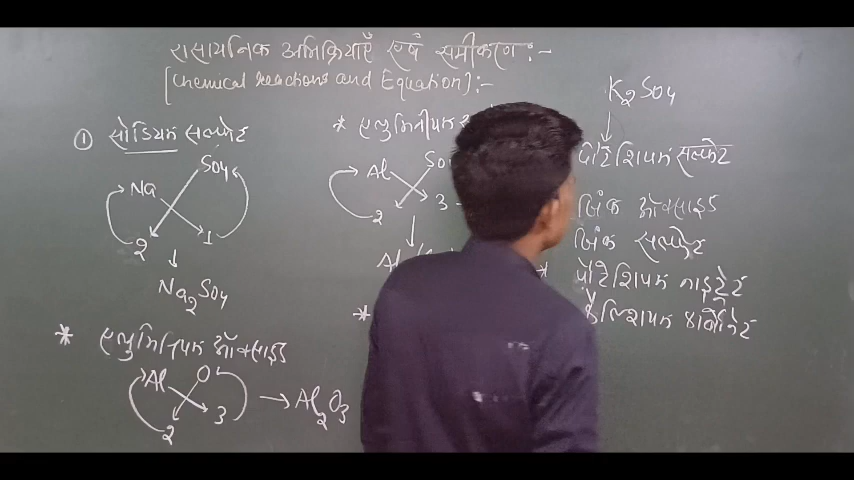 रासायनिक अभिक्रियाएँ एवं समीकरण :-
[Chemical reactions and Equation] :-
① सोडियम सल्फेट
Na SO4
2 1
Na2SO4
* एल्युमिनियम ऑक्साइड
Al O
2 3
→ Al2O3
* एल्युमिनीयम
Al SO
2 3
Al
*
K2SO4
पोटेशियम सल्फेट
जिंक ऑक्साइड
जिंक सल्फेट
* पोटेशियम नाइट्रेट
कैल्शियम कार्बोनेट